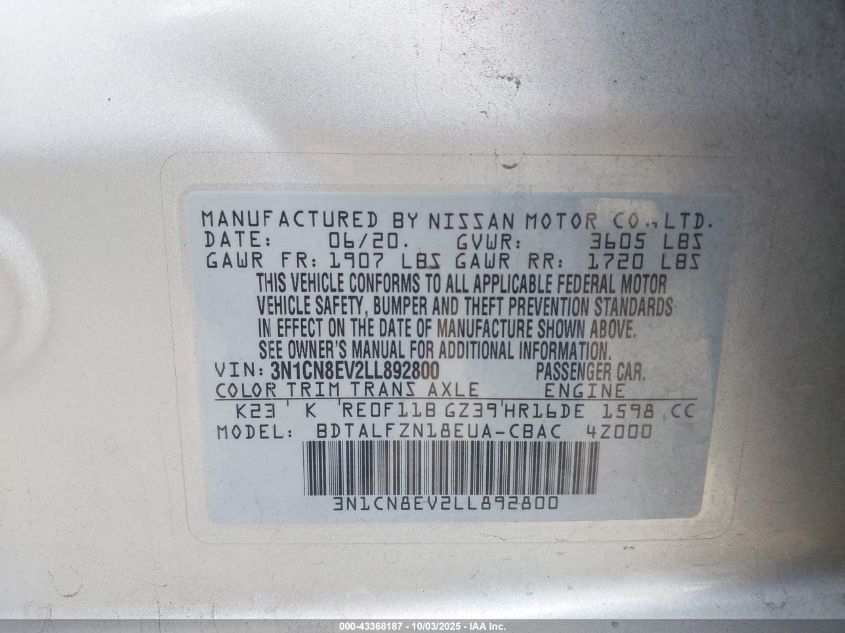 MANUFACTURED BY NISSAN MOTOR CO., LTD.
DATE: 06/20. GVWR: 3605 LBS
GAWR FR: 1907 LBS GAWR RR: 1720 LBS
THIS VEHICLE CONFORMS TO ALL APPLICABLE FEDERAL MOTOR
VEHICLE SAFETY, BUMPER AND THEFT PREVENTION STANDARDS
IN EFFECT ON THE DATE OF MANUFACTURE SHOWN ABOVE.
SEE OWNER'S MANUAL FOR ADDITIONAL INFORMATION.
VIN: 3N1CN8EV2LL892800 PASSENGER CAR.
COLOR TRIM TRANS AXLE ENGINE
K23 K RE0F11B GZ39 HR16DE 1598 CC
MODEL: BDTALFZN18EUA-CBAC 4Z000
3N1CN8EV2LL892800
000-43368187 - 10/03/2025 - IAA Inc.